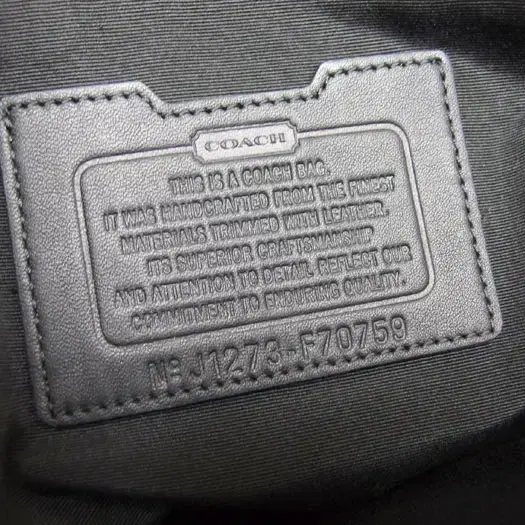 COACH
THIS IS A COACH BAG.
IT WAS HANDCRAFTED FROM THE FINEST
MATERIALS TRIMMED WITH LEATHER.
ITS SUPERIOR CRAFTSMANSHIP
AND ATTENTION TO DETAIL REFLECT OUR
COMMITMENT TO ENDURING QUALITY.
Nº J1273-F70759